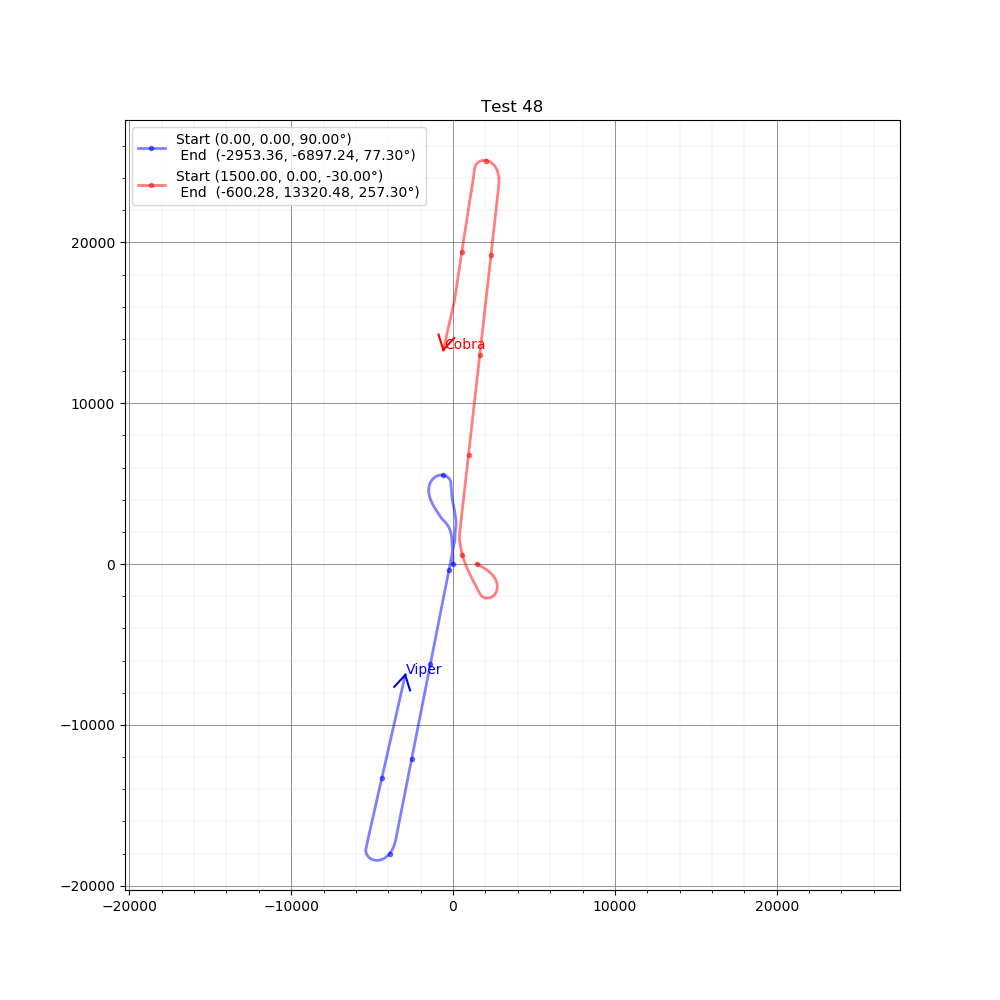 Test 48
Start (0.00, 0.00, 90.00°)
End (-2953.36, -6897.24, 77.30°)
Start (1500.00, 0.00, -30.00°)
End (-600.28, 13320.48, 257.30°)
20000
Cobra
10000
0
Viper
−10000
−20000
−20000 −10000 0 10000 20000